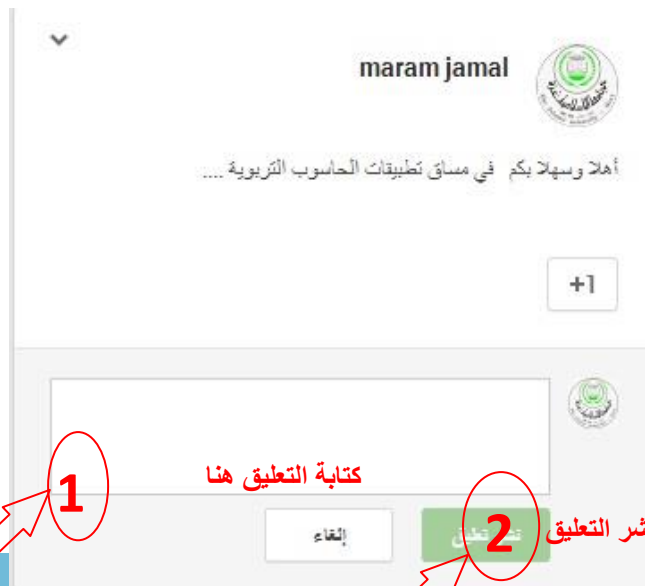 maram jamal
أهلا وسهلا بكم في مساق تطبيقات الحاسوب التربوية ....
+1
كتابة التعليق هنا
1
2
شر التعليق
إلغاء